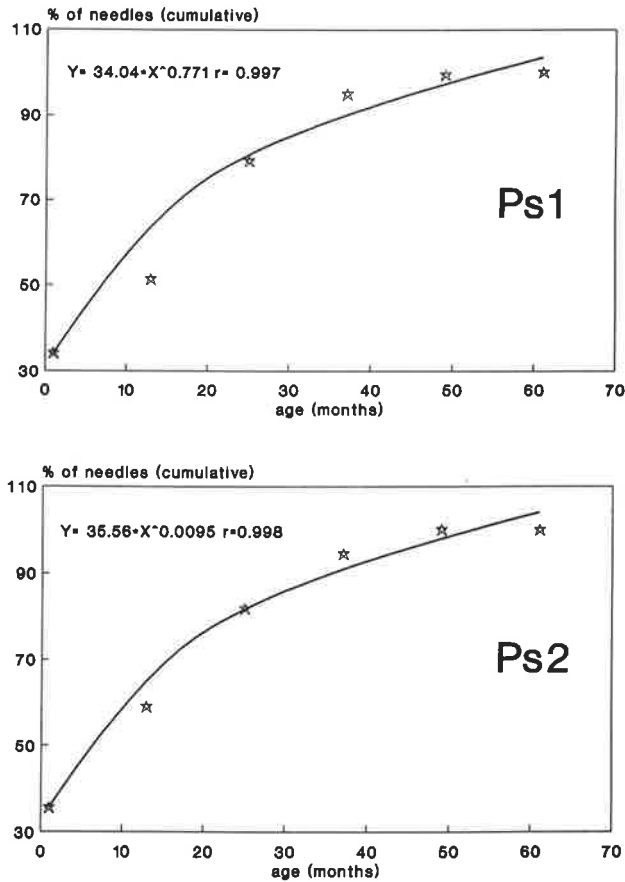 % of needles (cumulative)
110
Y= 34.04*X^0.771 r= 0.997
90
70
Ps1
50
30
0 10 20 30 40 50 60 70
age (months)
% of needles (cumulative)
110
Y= 35.56*X^0.0095 r=0.998
90
70
Ps2
50
30
0 10 20 30 40 50 60 70
age (months)